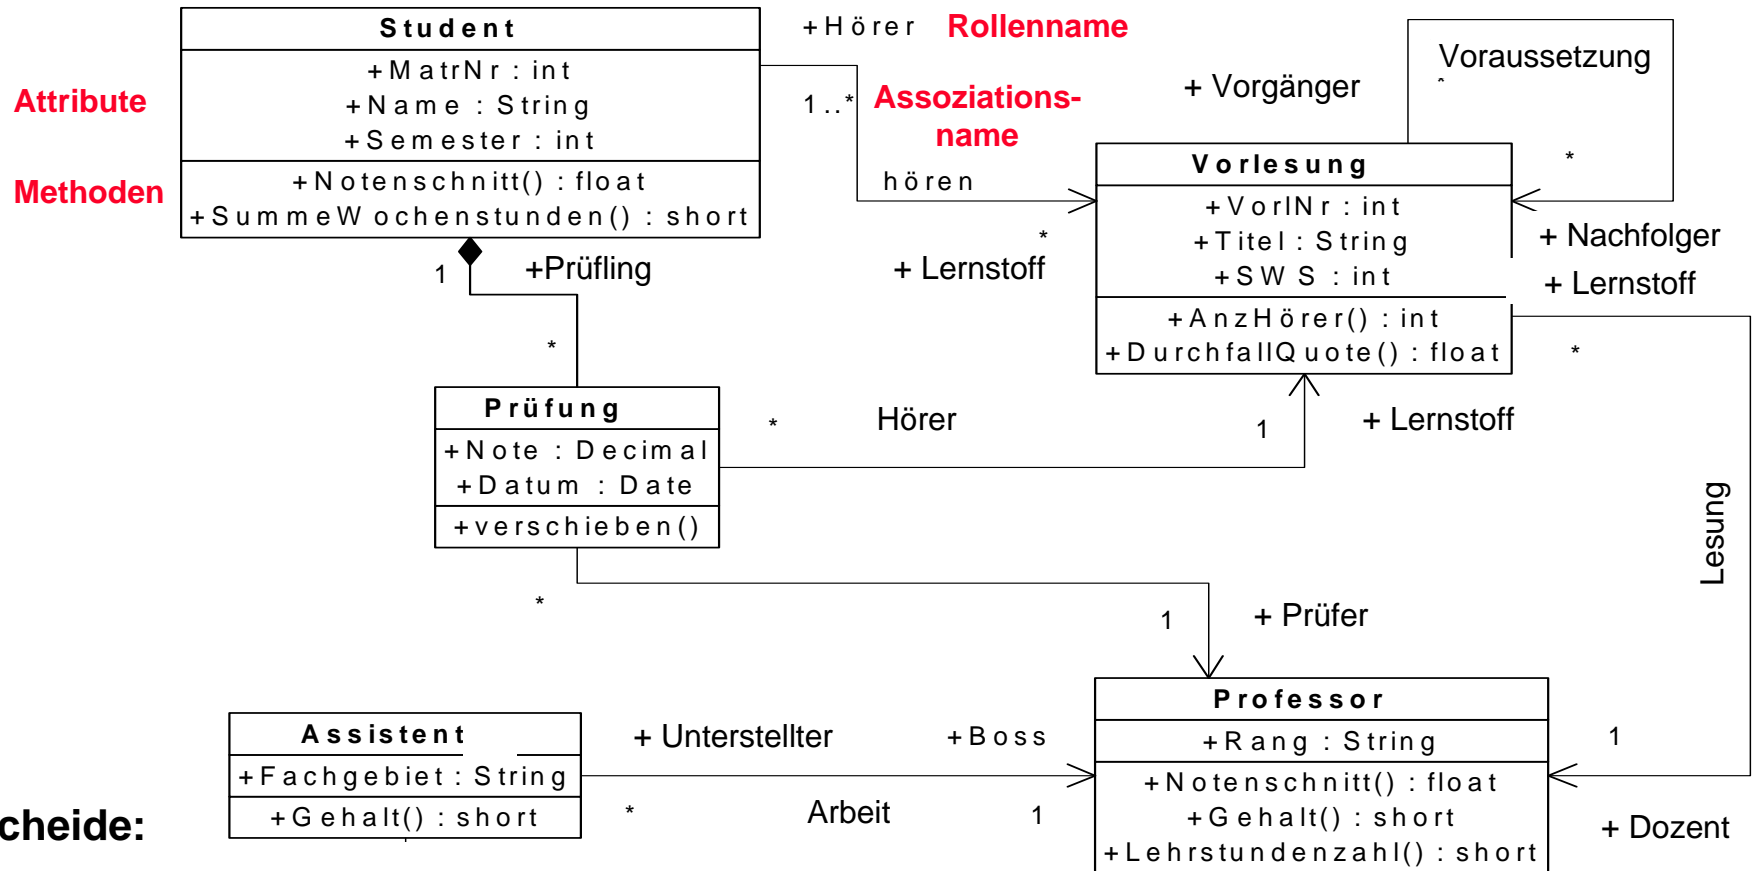 Student
+MatrNr : int
+Name : String
+Semester : int
+Notenschnitt() : float
+SummeWochenstunden() : short
Attribute
Methoden
+Hörer
Rollenname
1..*
Assoziations-
name
hören
*
+ Lernstoff
+ Vorgänger
Voraussetzung
*
+ Nachfolger
Vorlesung
+VorlNr : int
+Titel : String
+SWS : int
+AnzHörer() : int
+DurchfallQuote() : float
+ Lernstoff
*
1
+Prüfling
*
Prüfung
+Note : Decimal
+Datum : Date
+verschieben()
*
Hörer
1
+ Lernstoff
Lesung
*
1
+ Prüfer
Assistent
+Fachgebiet : String
+Gehalt() : short
+ Unterstellter
+Boss
*
Arbeit
1
Professor
+Rang : String
+Notenschnitt() : float
+Gehalt() : short
+Lehrstundenzahl() : short
1
+ Dozent
cheide: